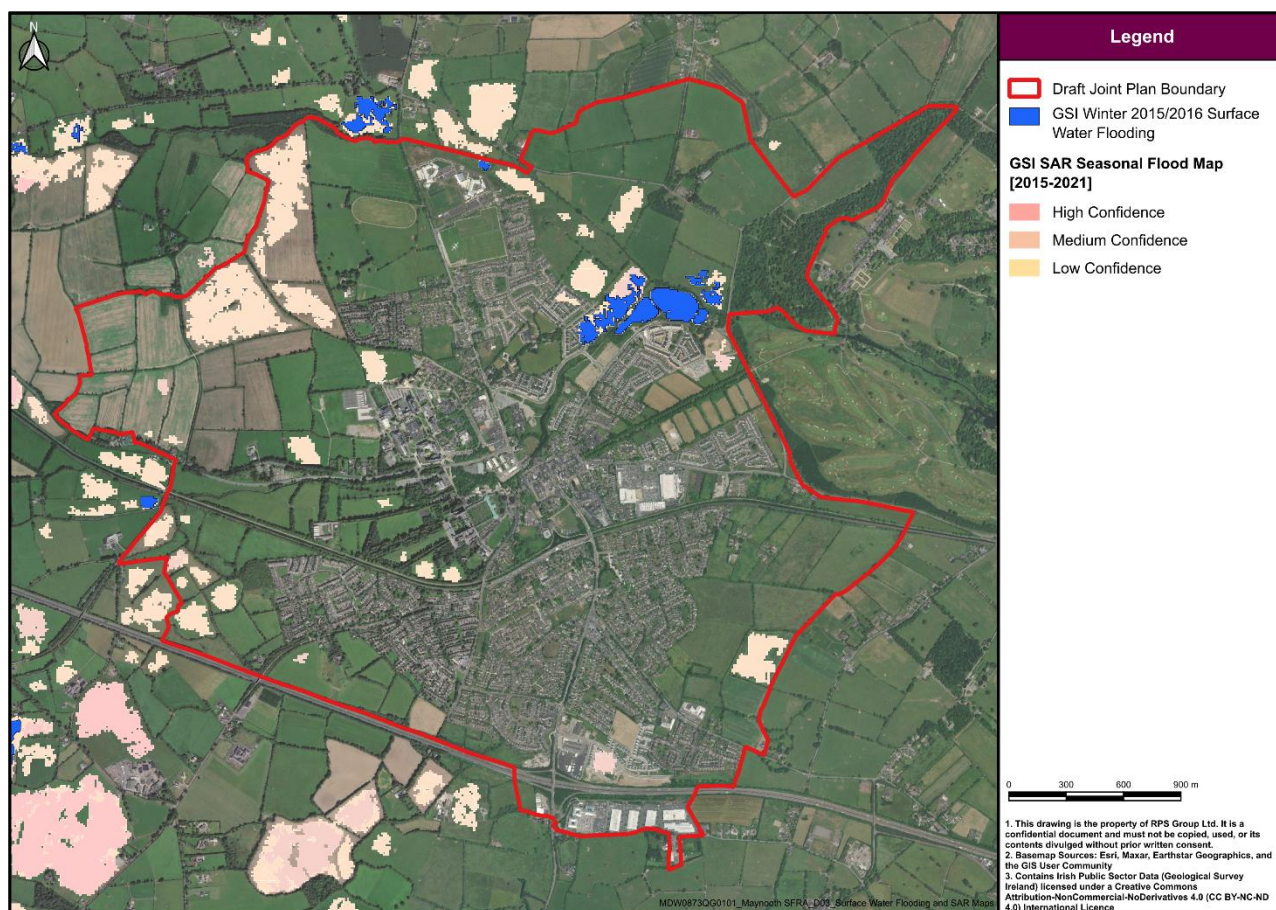 N
Legend
Draft Joint Plan Boundary
GSI Winter 2015/2016 Surface
Water Flooding
GSI SAR Seasonal Flood Map
[2015-2021]
High Confidence
Medium Confidence
Low Confidence
0 300 600 900 m
1. This drawing is the property of RPS Group Ltd. It is a
confidential document and must not be copied, used, or its
contents divulged without prior written consent.
2. Basemap Sources: Esri, Maxar, Earthstar Geographics, and
the GIS User Community
3. Contains Irish Public Sector Data (Geological Survey
Ireland) licensed under a Creative Commons
Attribution-NonCommercial-NoDerivatives 4.0 (CC BY-NC-ND
4.0) International Licence
MDW0873QG0101_Maynooth SFRA_D03_Surface Water Flooding and SAR Maps